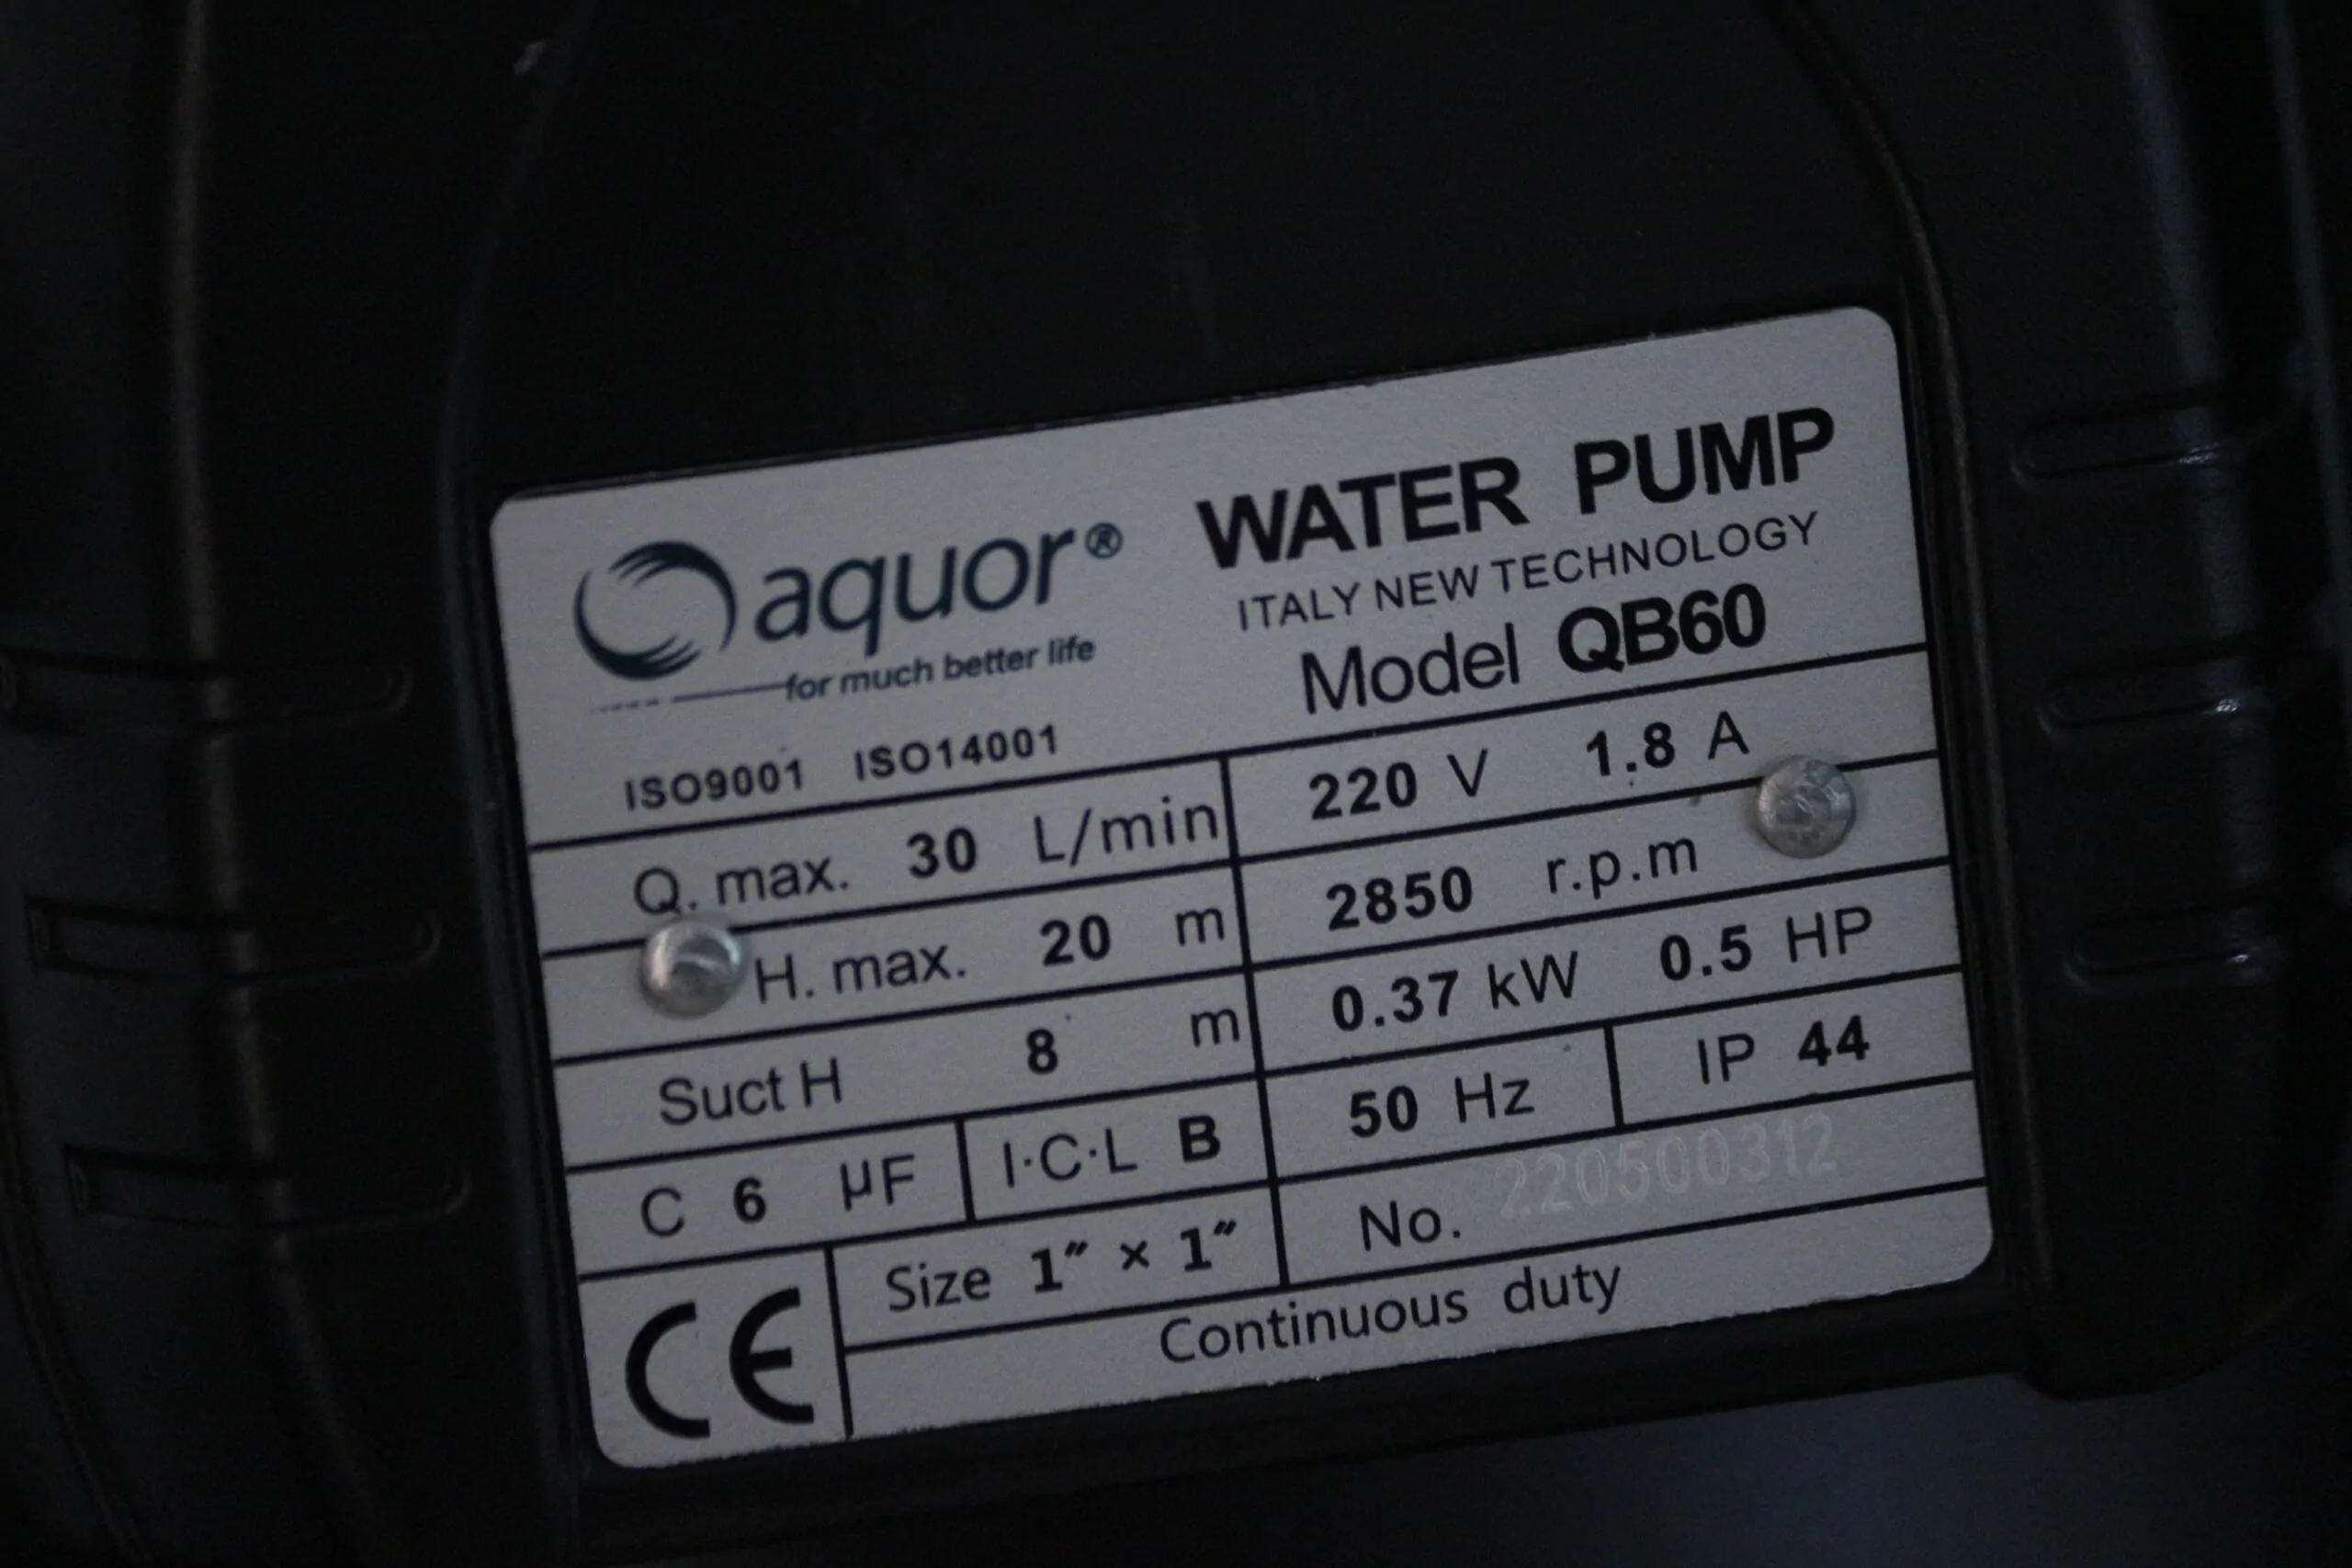 aquor®
for much better life
WATER PUMP
ITALY NEW TECHNOLOGY
Model QB60
ISO9001 ISO14001
Q. max. 30 L/min
220 V 1.8 A
H. max. 20 m
2850 r.p.m
Suct H 8 m
0.37 kW 0.5 HP
C 6 µF
I·C·L B
50 Hz
IP 44
Size 1″ × 1″
No. 220500312
CE
Continuous duty